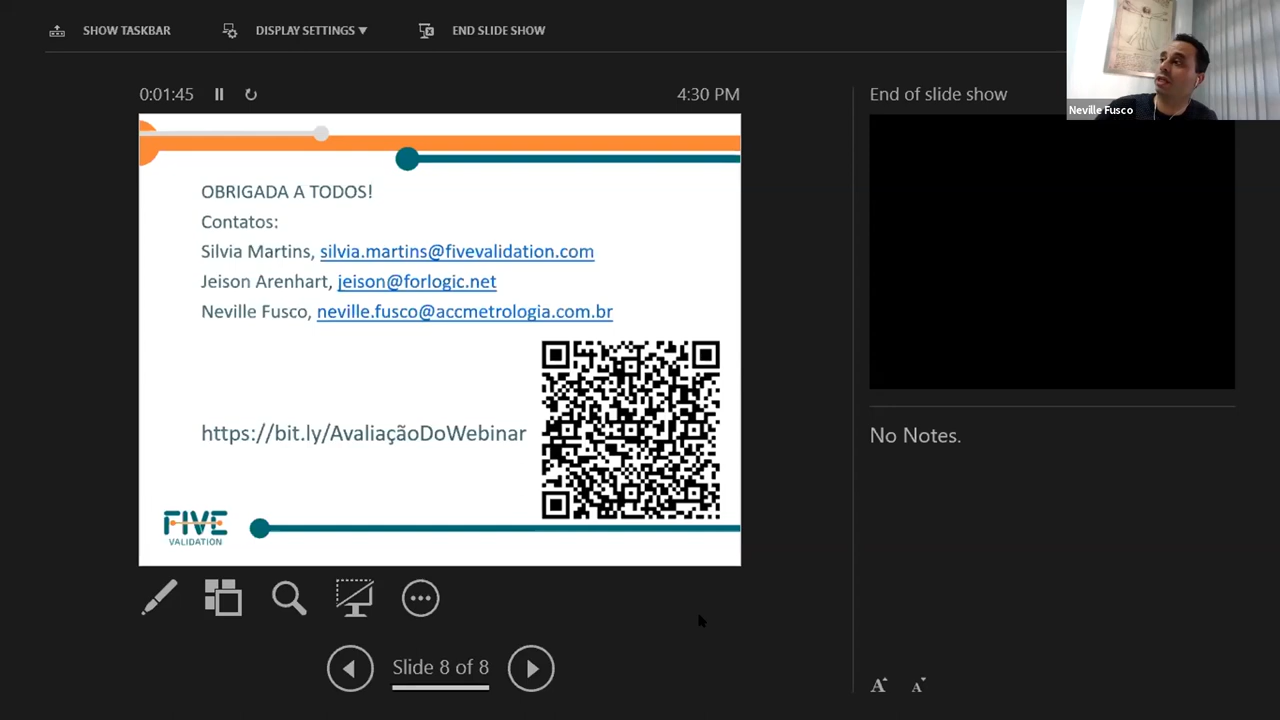 SHOW TASKBAR
DISPLAY SETTINGS
END SLIDE SHOW
0:01:45
4:30 PM
End of slide show
Neville Fusco
OBRIGADA A TODOS!
Contatos:
Silvia Martins, silvia.martins@fivevalidation.com
Jeison Arenhart, jeison@forlogic.net
Neville Fusco, neville.fusco@accmetrologia.com.br
https://bit.ly/AvaliaçãoDoWebinar
FIVE
VALIDATION
No Notes.
Slide 8 of 8
A A